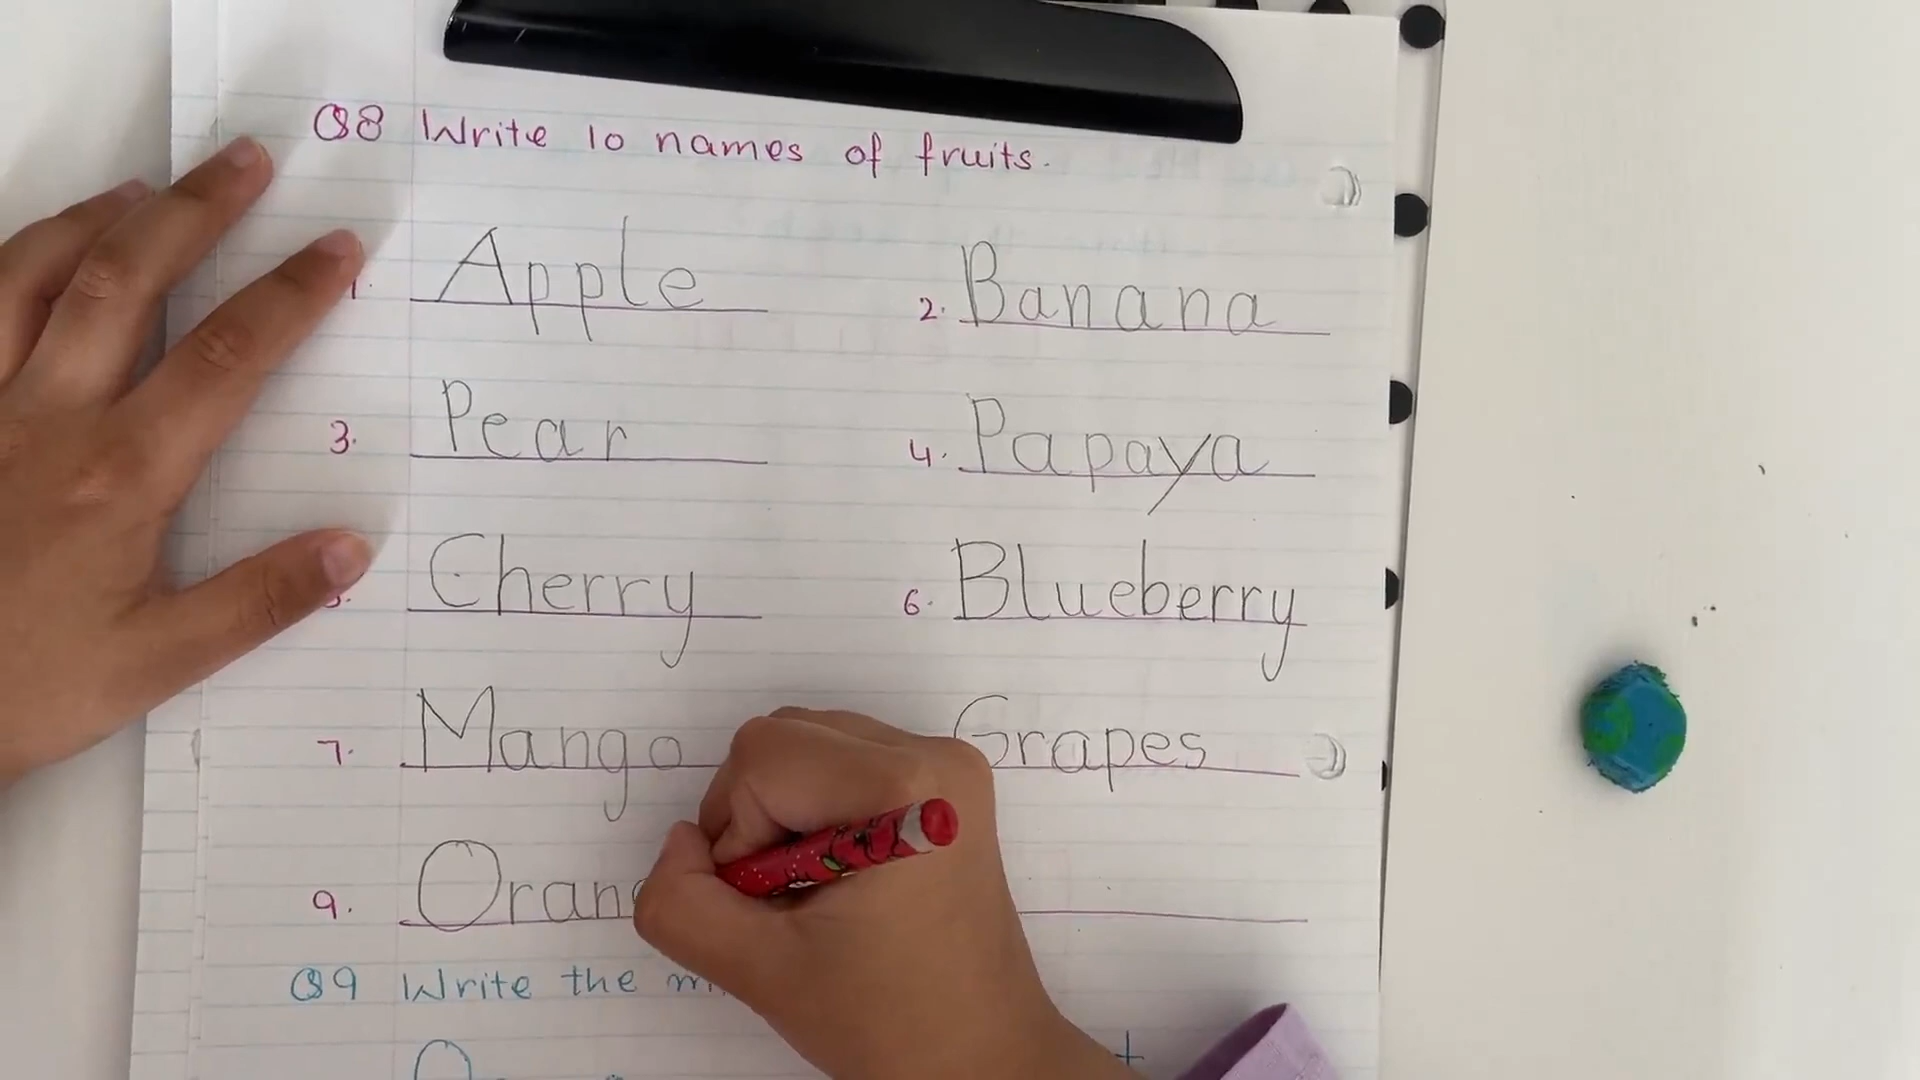 Q8 Write 10 names of fruits.
1. Apple 2. Banana
3. Pear 4. Papaya
Cherry 6. Blueberry
7. Mango Grapes
9.
Q9 Write the